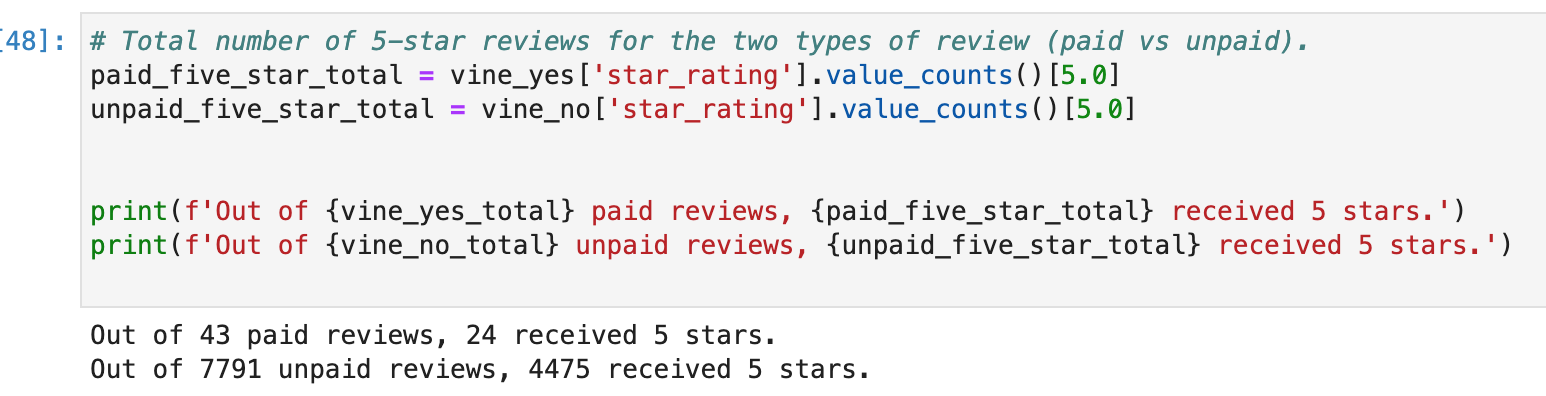 [48]: # Total number of 5-star reviews for the two types of review (paid vs unpaid).
paid_five_star_total = vine_yes['star_rating'].value_counts()[5.0]
unpaid_five_star_total = vine_no['star_rating'].value_counts()[5.0]
print(f'Out of {vine_yes_total} paid reviews, {paid_five_star_total} received 5 stars.')
print(f'Out of {vine_no_total} unpaid reviews, {unpaid_five_star_total} received 5 stars.')
Out of 43 paid reviews, 24 received 5 stars.
Out of 7791 unpaid reviews, 4475 received 5 stars.